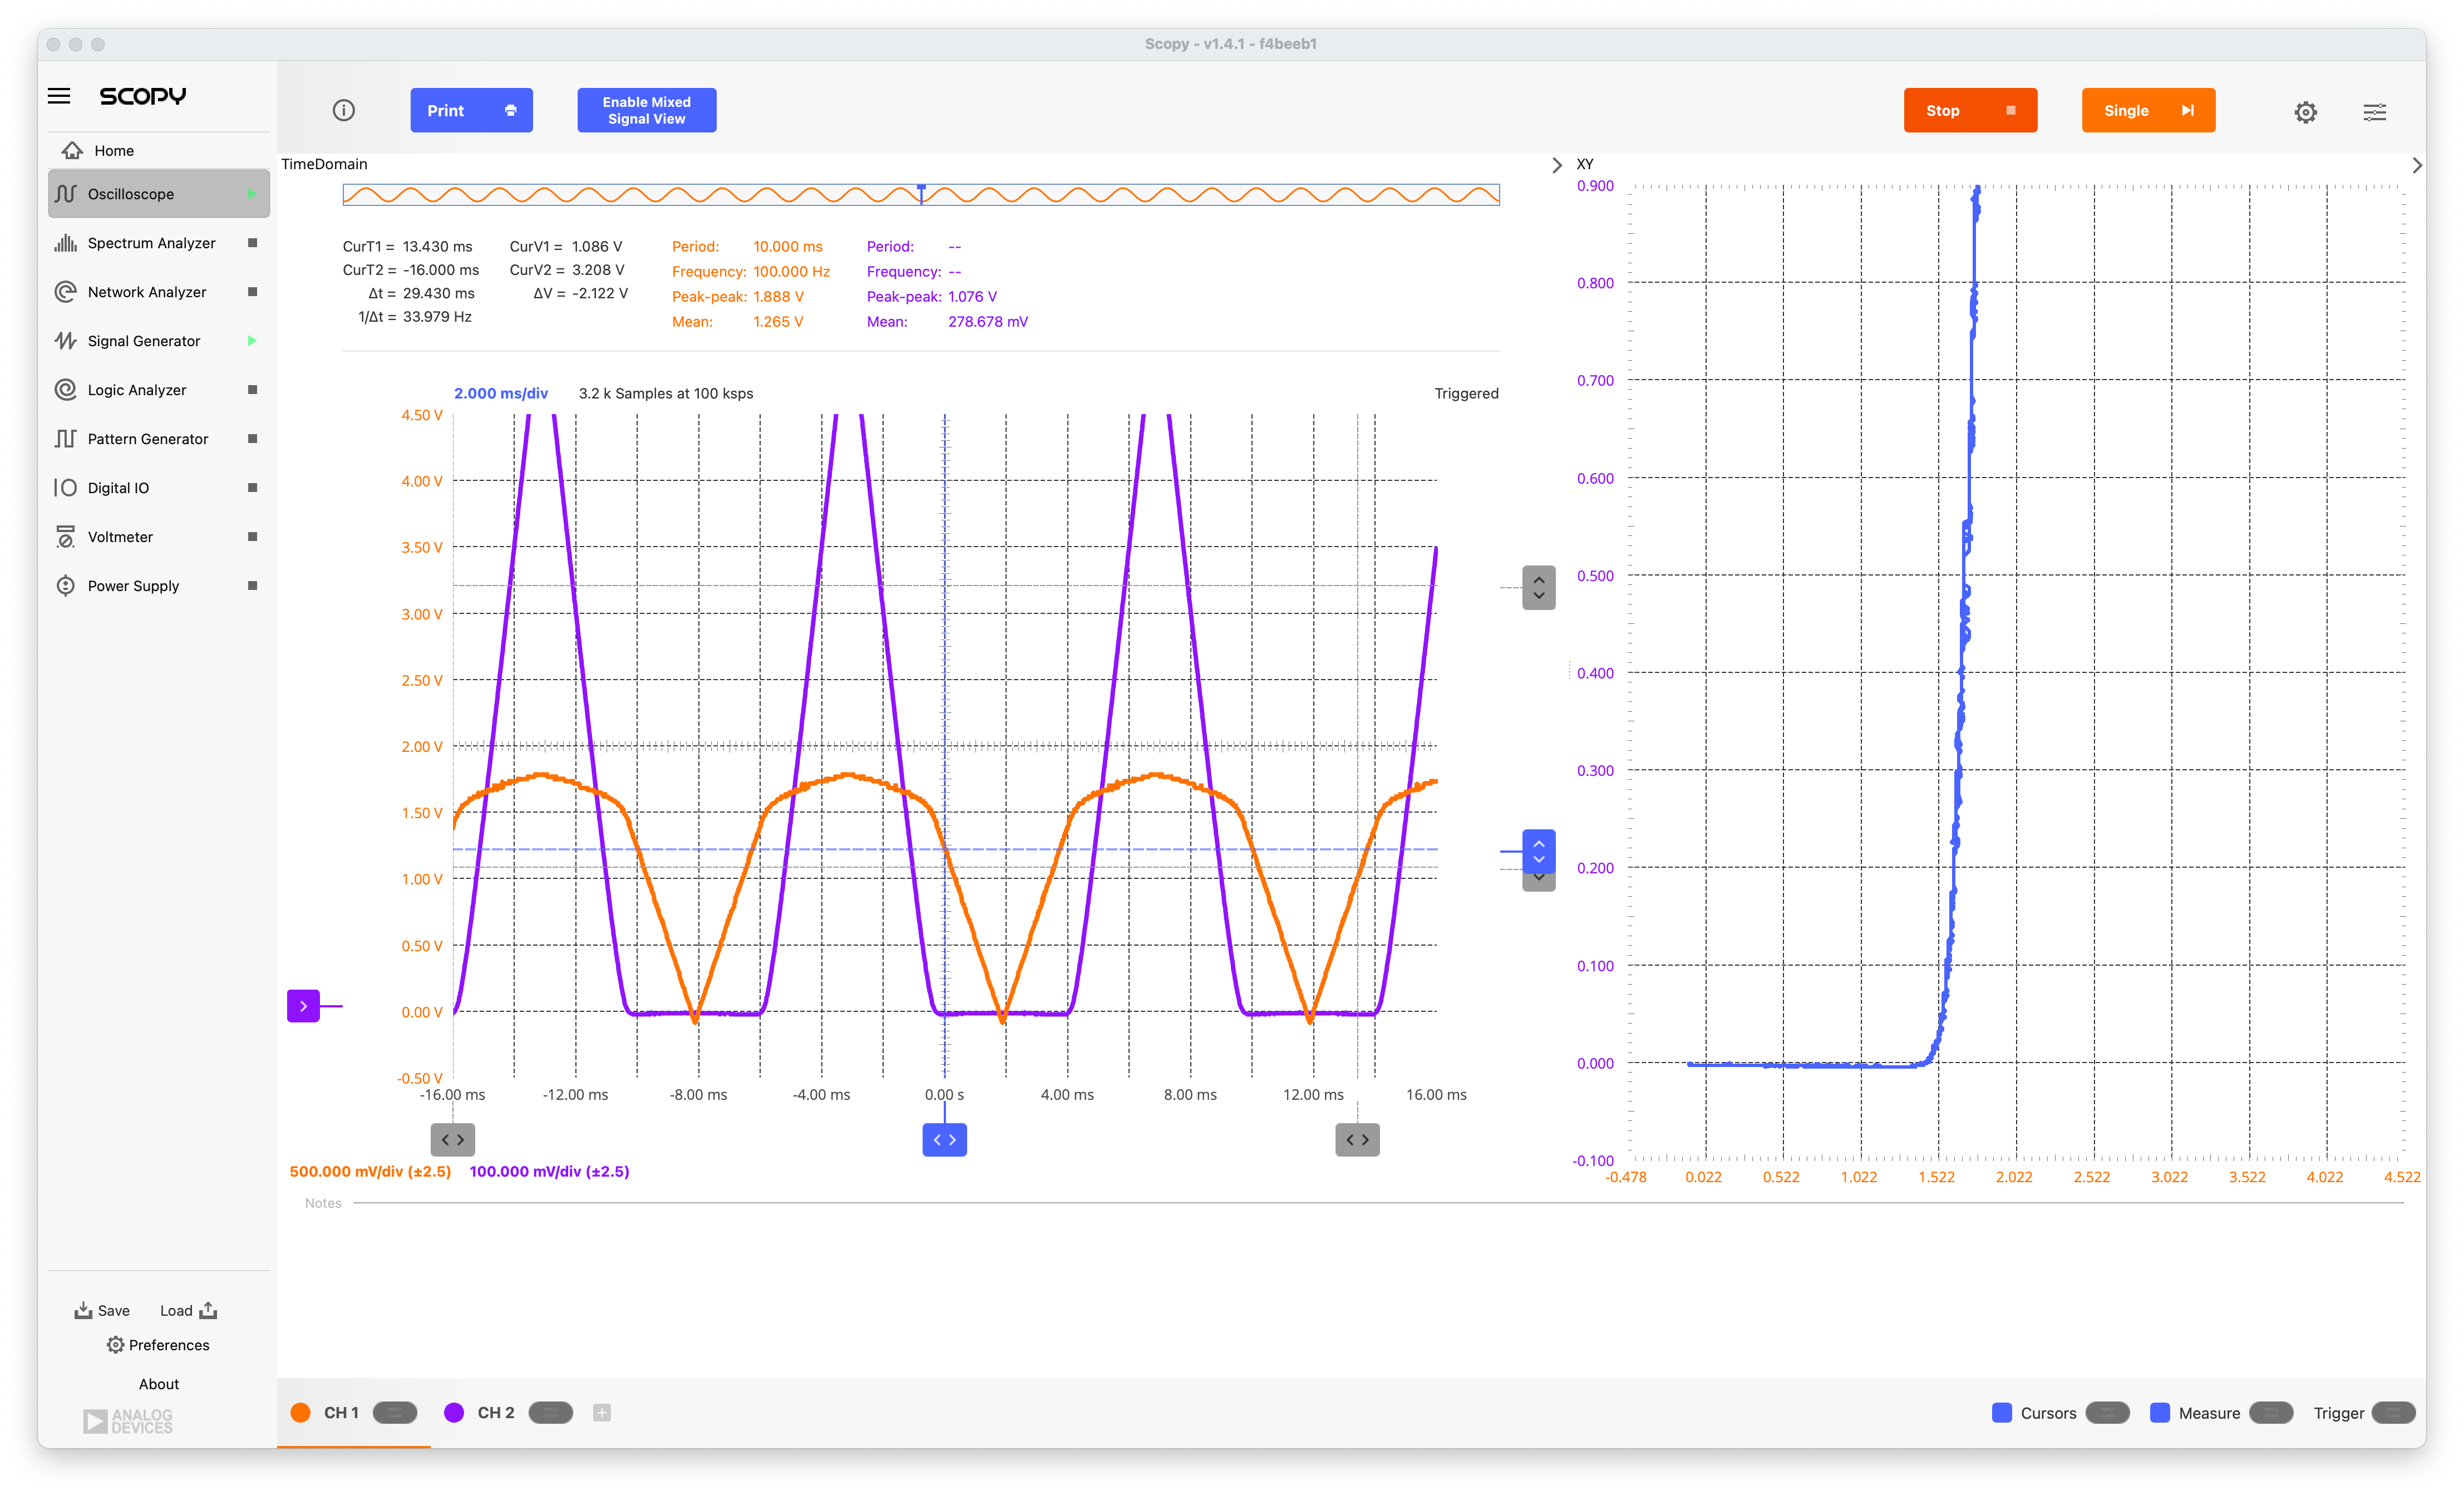 Scopy - v1.4.1 - f4beeb1
SCOPY
Home
Oscilloscope
Spectrum Analyzer
Network Analyzer
Signal Generator
Logic Analyzer
Pattern Generator
Digital IO
Voltmeter
Power Supply
Save Load
Preferences
About
ANALOG
DEVICES
Print
Enable Mixed
Signal View
Stop
Single
TimeDomain
CurT1 = 13.430 ms CurV1 = 1.086 V
CurT2 = -16.000 ms CurV2 = 3.208 V
Δt = 29.430 ms ΔV = -2.122 V
1/Δt = 33.979 Hz
Period: 10.000 ms
Frequency: 100.000 Hz
Peak-peak: 1.888 V
Mean: 1.265 V
Period: --
Frequency: --
Peak-peak: 1.076 V
Mean: 278.678 mV
2.000 ms/div 3.2 k Samples at 100 ksps Triggered
4.50 V
4.00 V
3.50 V
3.00 V
2.50 V
2.00 V
1.50 V
1.00 V
0.50 V
0.00 V
-0.50 V
-16.00 ms -12.00 ms -8.00 ms -4.00 ms 0.00 s 4.00 ms 8.00 ms 12.00 ms 16.00 ms
500.000 mV/div (±2.5) 100.000 mV/div (±2.5)
Notes
XY
0.900
0.800
0.700
0.600
0.500
0.400
0.300
0.200
0.100
0.000
-0.100
-0.478 0.022 0.522 1.022 1.522 2.022 2.522 3.022 3.522 4.022 4.522
CH 1 CH 2 Cursors Measure Trigger